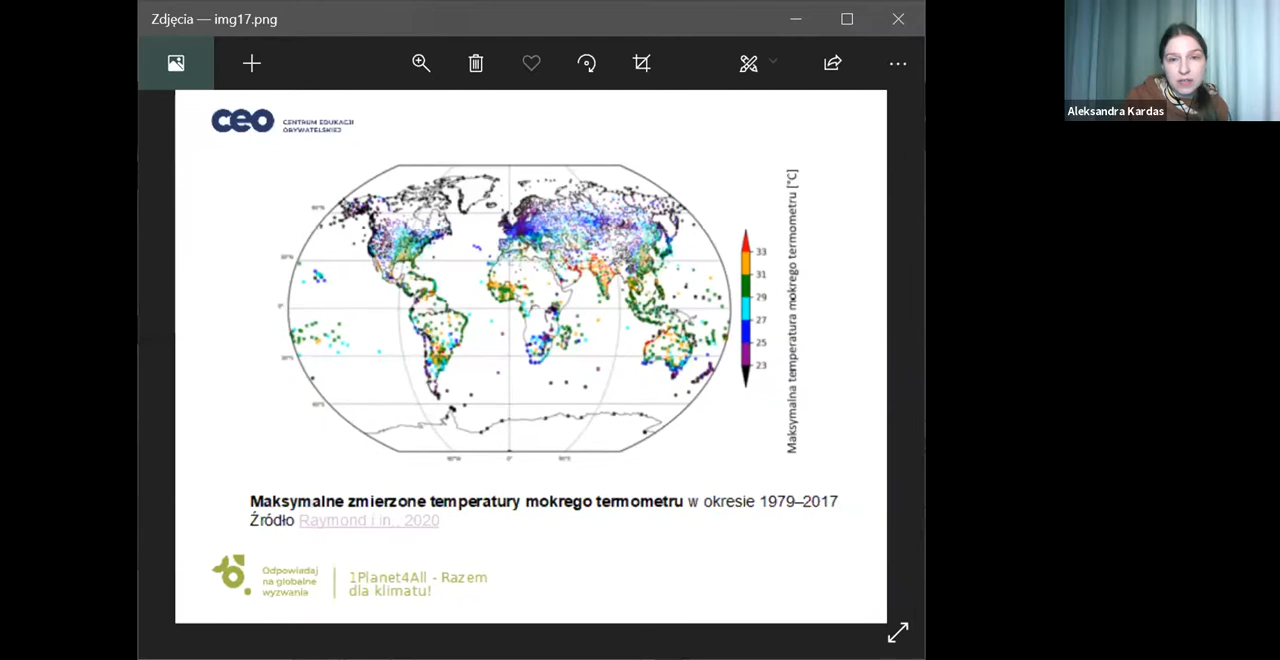 Zdjęcia — img17.png
Aleksandra Kardas
ceo
CENTRUM EDUKACJI
OBYWATELSKIEJ
33
31
29
27
25
23
Maksymalna temperatura mokrego termometru [°C]
Maksymalne zmierzone temperatury mokrego termometru w okresie 1979–2017
Źródło Raymond i in., 2020
Odpowiadaj
na globalne
wyzwania
1Planet4All - Razem
dla klimatu!